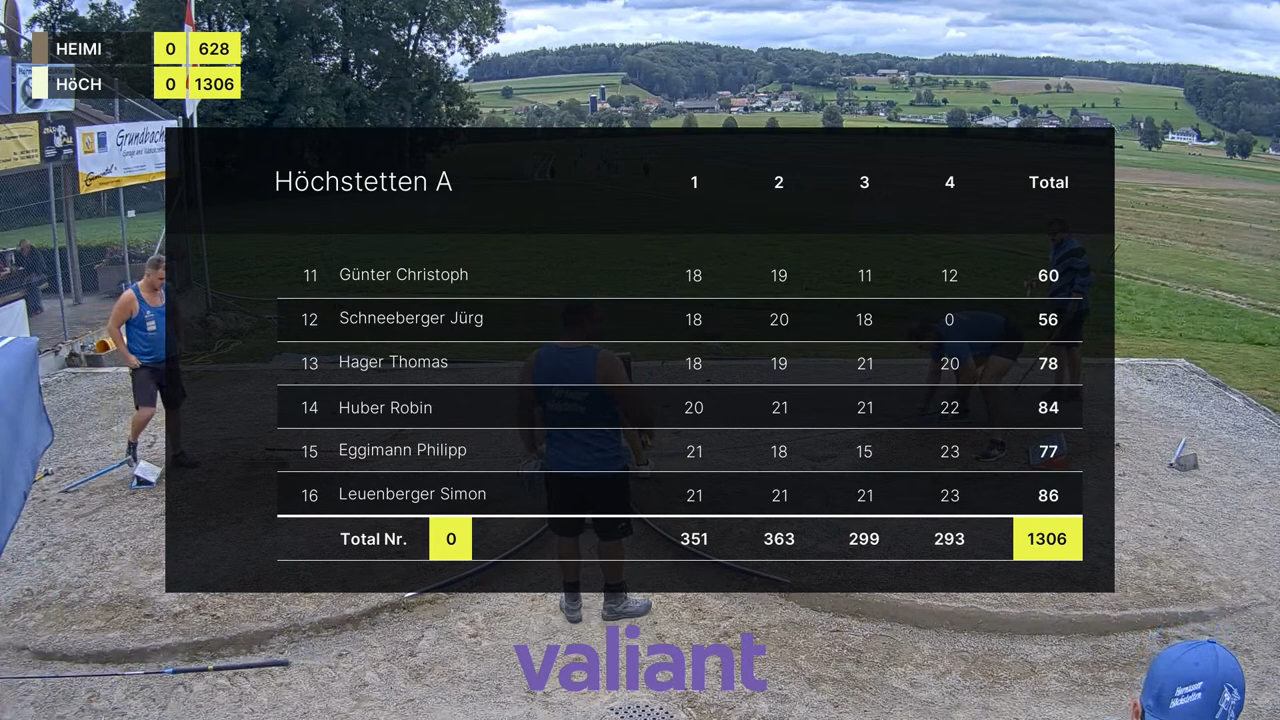 HEIMI 0 628
HöCH 0 1306
Grundbach
Höchstetten A 1 2 3 4 Total
11 Günter Christoph 18 19 11 12 60
12 Schneeberger Jürg 18 20 18 0 56
13 Hager Thomas 18 19 21 20 78
14 Huber Robin 20 21 21 22 84
15 Eggimann Philipp 21 18 15 23 77
16 Leuenberger Simon 21 21 21 23 86
Total Nr. 0 351 363 299 293 1306
valiant
Hornusser
Höchstetten